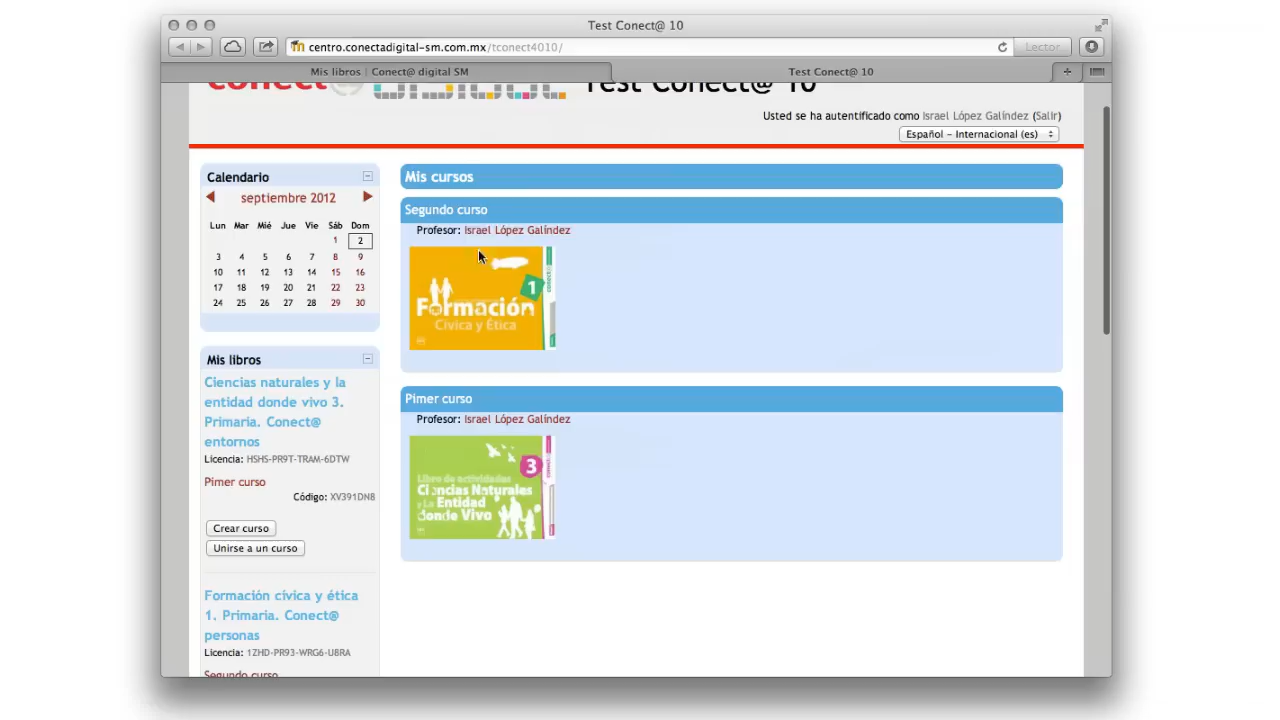 Test Conect@ 10
centro.conectadigital-sm.com.mx/tconect4010/
Lector
Mis libros | Conect@ digital SM
Test Conect@ 10
conect@ digital Test Conect@ 10
Usted se ha autentificado como Israel López Galíndez (Salir)
Español - Internacional (es)
Calendario
septiembre 2012
Lun Mar Mié Jue Vie Sáb Dom
1 2
3 4 5 6 7 8 9
10 11 12 13 14 15 16
17 18 19 20 21 22 23
24 25 26 27 28 29 30
Mis libros
Ciencias naturales y la
entidad donde vivo 3.
Primaria. Conect@
entornos
Licencia: HSHS-PR9T-TRAM-6DTW
Pimer curso
Código: XV391DN8
Crear curso
Unirse a un curso
Formación cívica y ética
1. Primaria. Conect@
personas
Licencia: 1ZHD-PR93-WRG6-U8RA
Segundo curso
Mis cursos
Segundo curso
Profesor: Israel López Galíndez
1
Formación
Cívica y Ética
Pimer curso
Profesor: Israel López Galíndez
3
Libro de actividades
Ciencias Naturales
y La Entidad
Donde Vivo